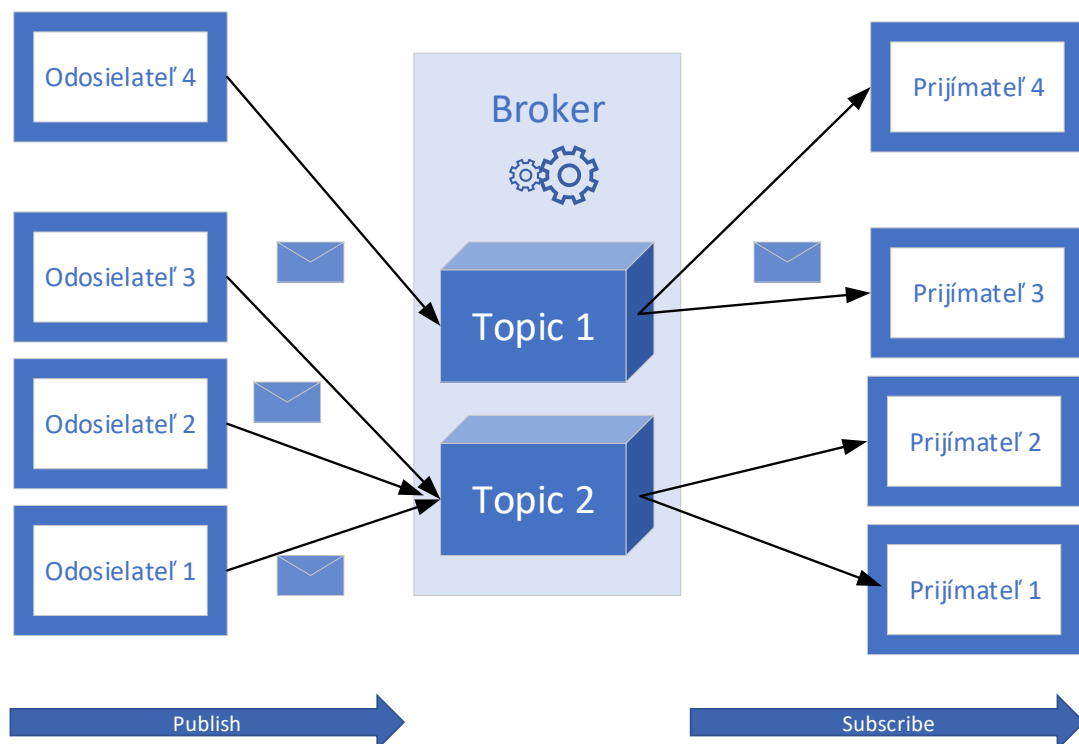 Odosielateľ 4
Odosielateľ 3
Odosielateľ 2
Odosielateľ 1
Broker
Topic 1
Topic 2
Prijímateľ 4
Prijímateľ 3
Prijímateľ 2
Prijímateľ 1
Publish
Subscribe